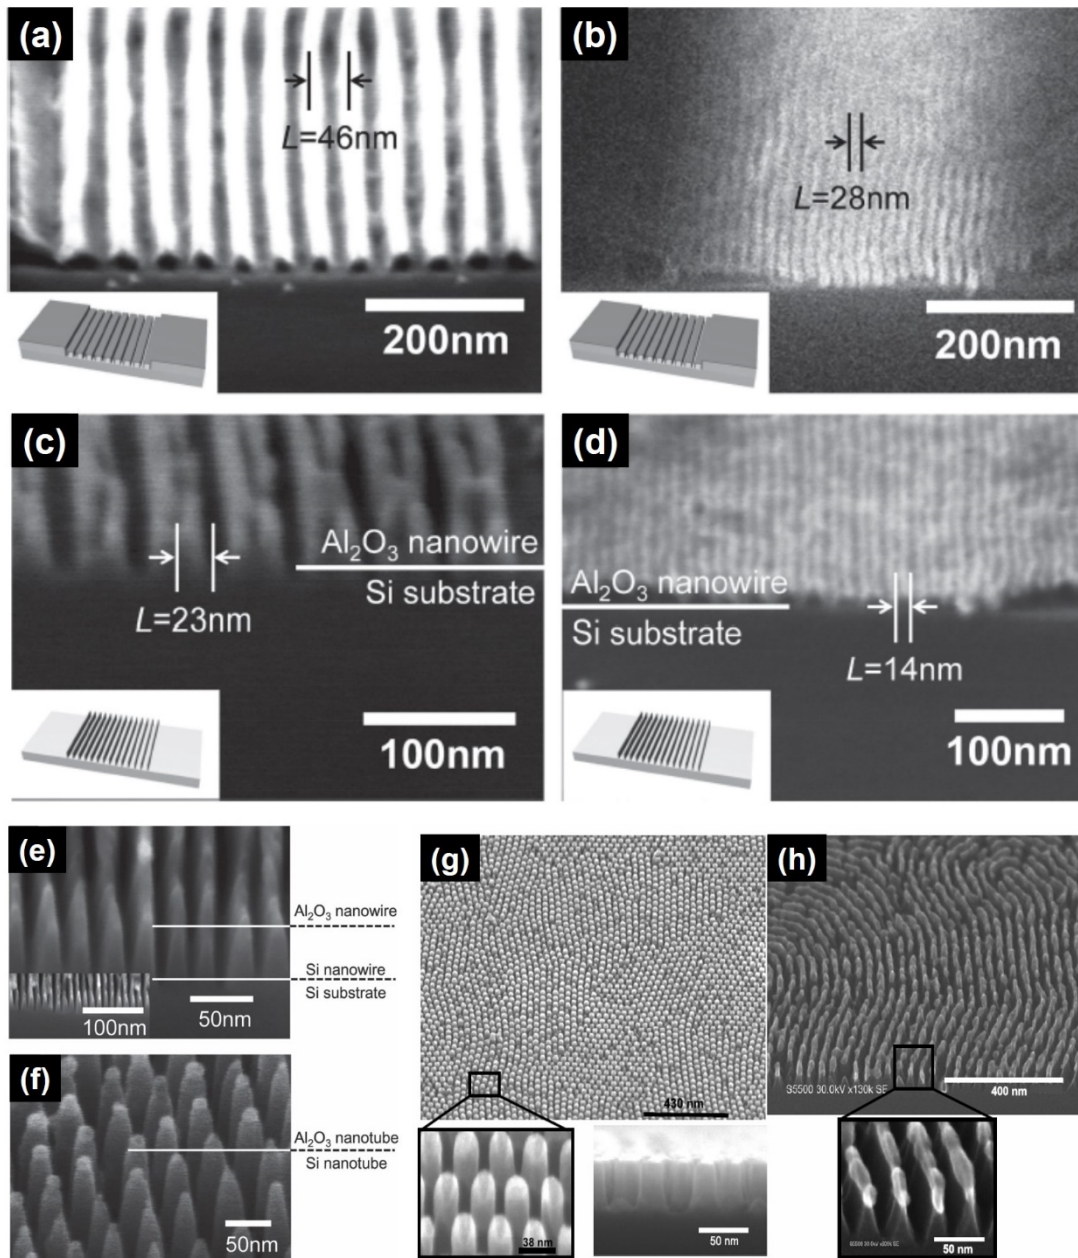 (a)
L=46nm
200nm
(b)
L=28nm
200nm
(c)
Al₂O₃ nanowire
Si substrate
L=23nm
100nm
(d)
Al₂O₃ nanowire
Si substrate
L=14nm
100nm
(e)
Al₂O₃ nanowire
Si nanowire
Si substrate
100nm
50nm
(f)
Al₂O₃ nanotube
Si nanotube
50nm
(g)
430 nm
38 nm
50 nm
(h)
S5500 30.0kV x130k SE
400 nm
50 nm